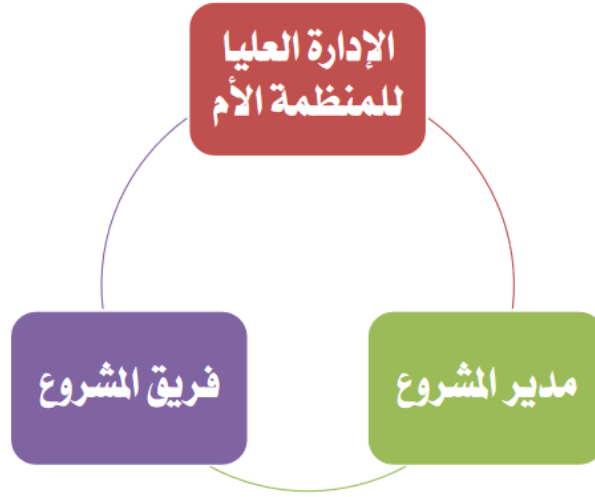 الإدارة العليا
للمنظمة الأم
مدير المشروع
فريق المشروع